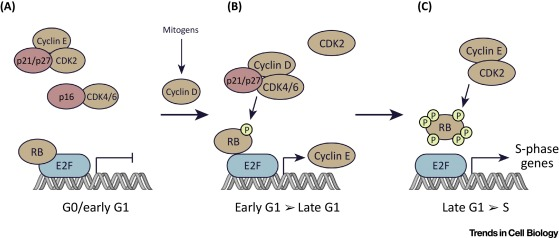 (A)
Cyclin E
p21/p27
CDK2
p16
CDK4/6
RB
E2F
G0/early G1
Mitogens
Cyclin D
(B)
CDK2
Cyclin D
p21/p27
CDK4/6
P
RB
E2F
Cyclin E
Early G1 ➢ Late G1
(C)
Cyclin E
CDK2
P
P
P
RB
P
P
P
E2F
S-phase
genes
Late G1 ➢ S
Trends in Cell Biology